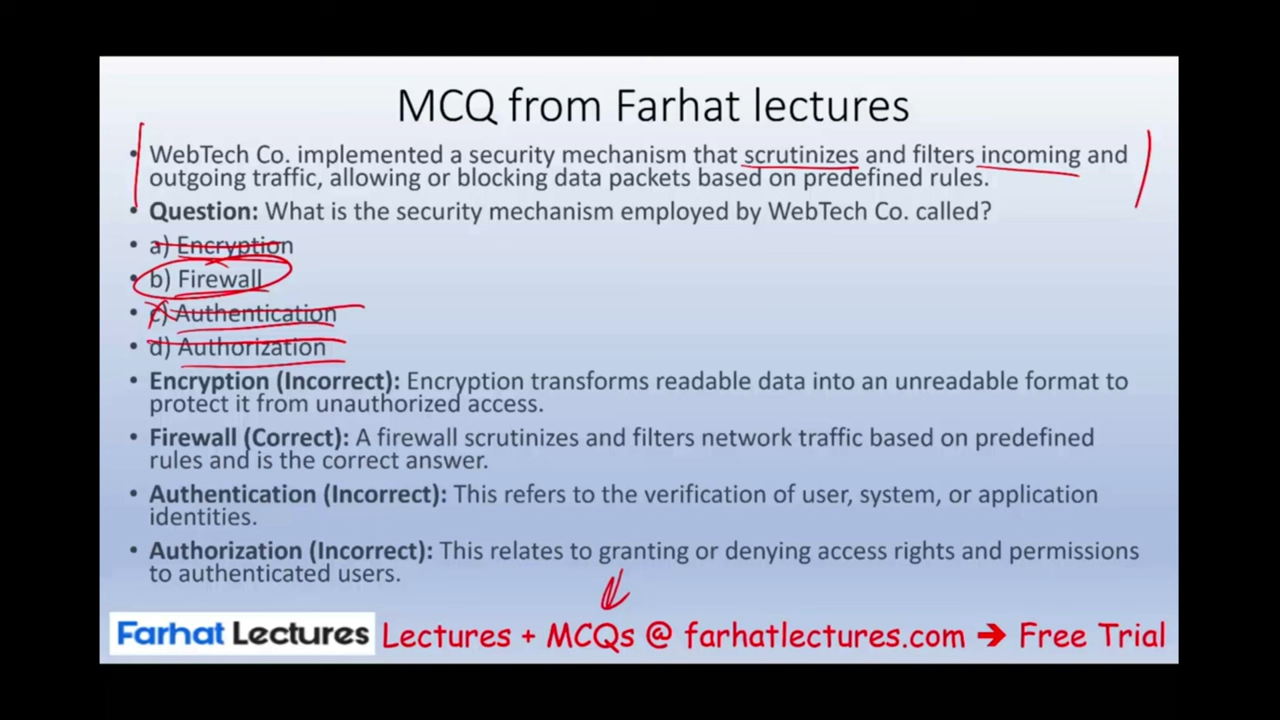 MCQ from Farhat lectures
• WebTech Co. implemented a security mechanism that scrutinizes and filters incoming and
outgoing traffic, allowing or blocking data packets based on predefined rules.
• Question: What is the security mechanism employed by WebTech Co. called?
• a) Encryption
• b) Firewall
• c) Authentication
• d) Authorization
• Encryption (Incorrect): Encryption transforms readable data into an unreadable format to
protect it from unauthorized access.
• Firewall (Correct): A firewall scrutinizes and filters network traffic based on predefined
rules and is the correct answer.
• Authentication (Incorrect): This refers to the verification of user, system, or application
identities.
• Authorization (Incorrect): This relates to granting or denying access rights and permissions
to authenticated users.
Farhat Lectures Lectures + MCQs @ farhatlectures.com → Free Trial